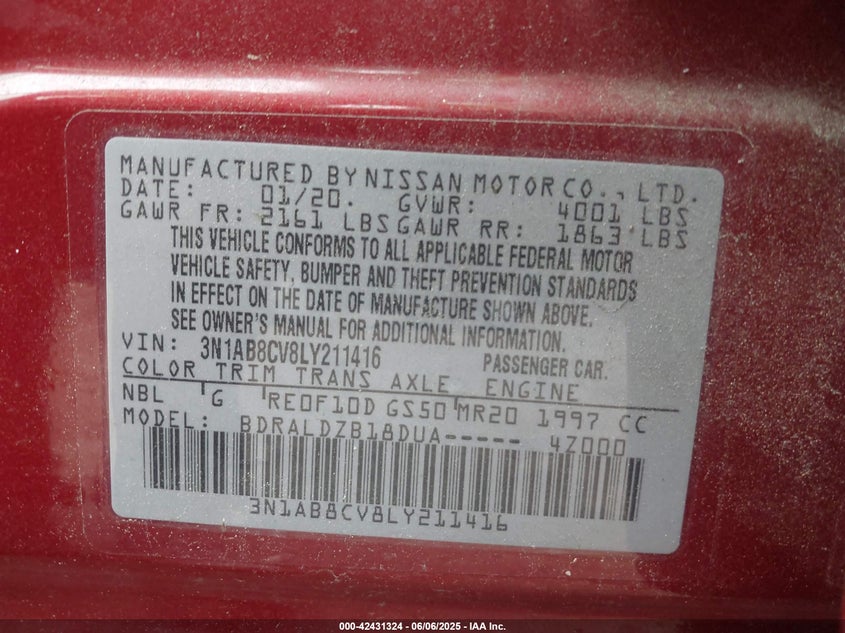 MANUFACTURED BY NISSAN MOTOR CO., LTD.
DATE: 01/20. GVWR: 4001 LBS
GAWR FR: 2161 LBS GAWR RR: 1863 LBS
THIS VEHICLE CONFORMS TO ALL APPLICABLE FEDERAL MOTOR
VEHICLE SAFETY, BUMPER AND THEFT PREVENTION STANDARDS
IN EFFECT ON THE DATE OF MANUFACTURE SHOWN ABOVE.
SEE OWNER'S MANUAL FOR ADDITIONAL INFORMATION.
VIN: 3N1AB8CV8LY211416 PASSENGER CAR.
COLOR TRIM TRANS AXLE ENGINE
NBL G RE0F10D GS50 MR20 1997 CC
MODEL: BDRALDZB18DUA----- 4Z000
3N1AB8CV8LY211416
000-42431324 | 06/06/2025 - IAA Inc.